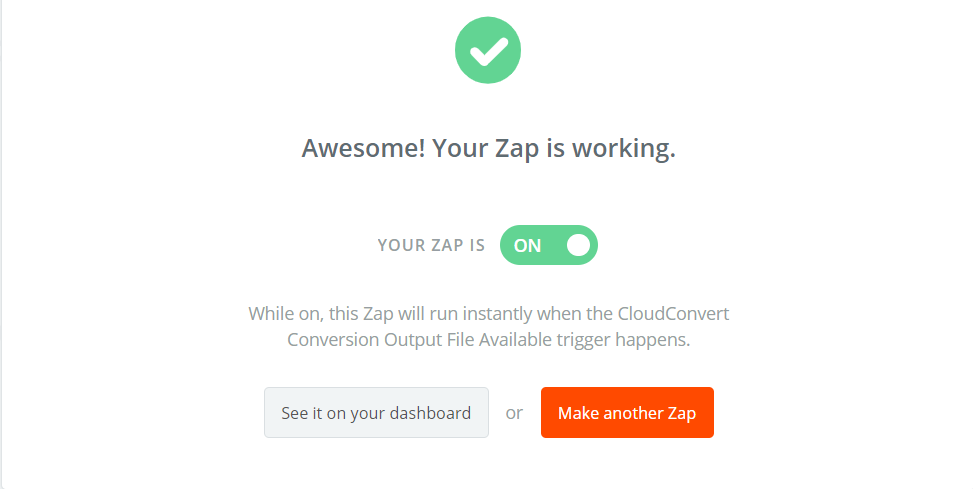 Awesome! Your Zap is working.
YOUR ZAP IS ON
While on, this Zap will run instantly when the CloudConvert
Conversion Output File Available trigger happens.
See it on your dashboard or Make another Zap